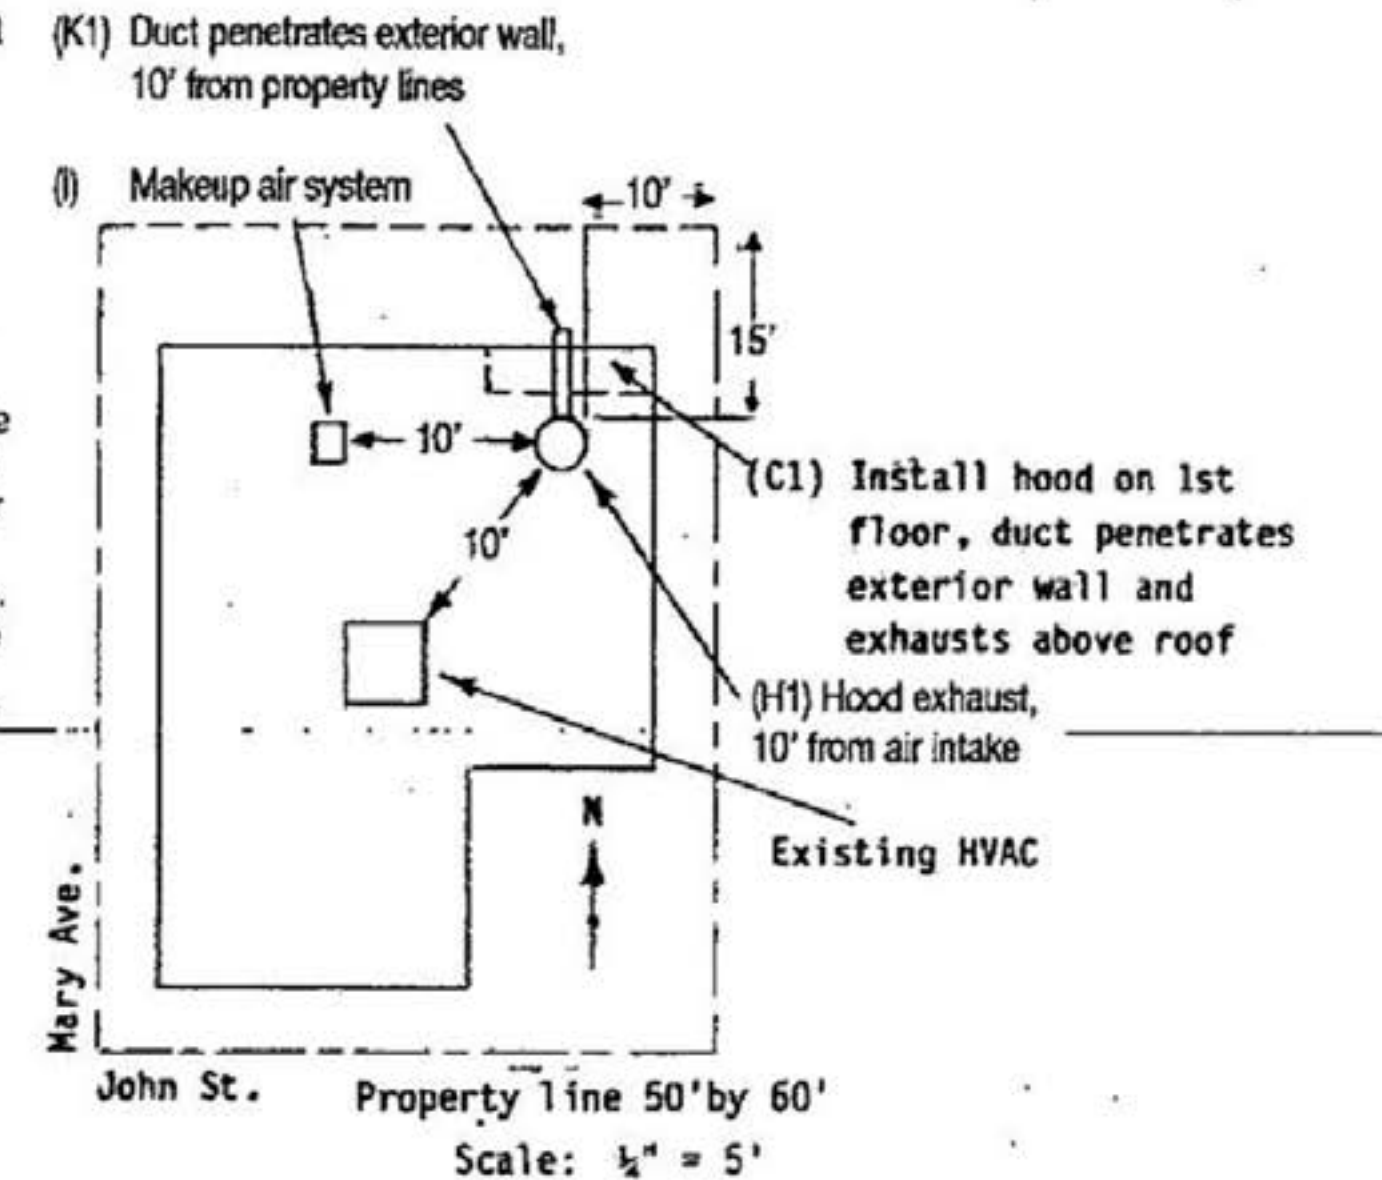 (K1) Duct penetrates exterior wall,
10' from property lines
(I) Makeup air system
10'
15'
10'
10'
(C1) Install hood on 1st
floor, duct penetrates
exterior wall and
exhausts above roof
(H1) Hood exhaust,
10' from air intake
N
Existing HVAC
Mary Ave.
John St.
Property line 50'by 60'
Scale: ¼" = 5'